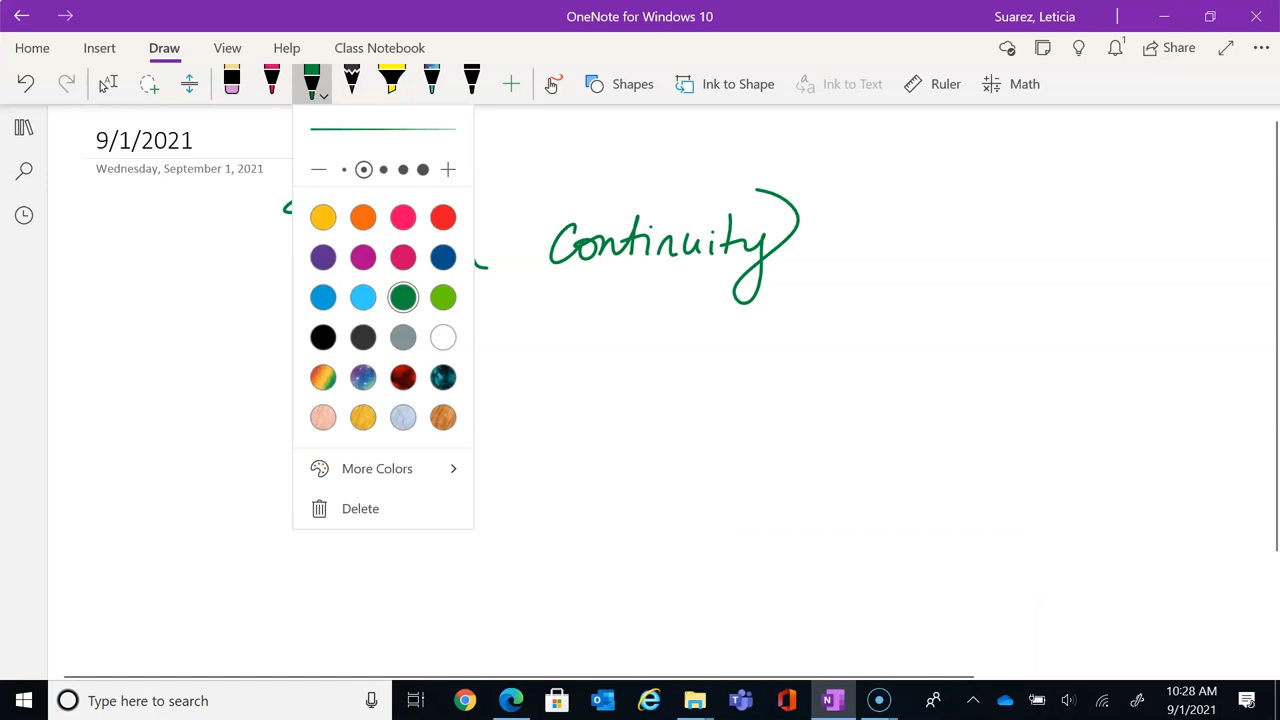 OneNote for Windows 10
Suarez, Leticia
Home Insert Draw View Help Class Notebook
1 Share
Shapes Ink to Shape Ink to Text Ruler Math
9/1/2021
Wednesday, September 1, 2021
continuity
More Colors
Delete
Type here to search
10:28 AM
9/1/2021